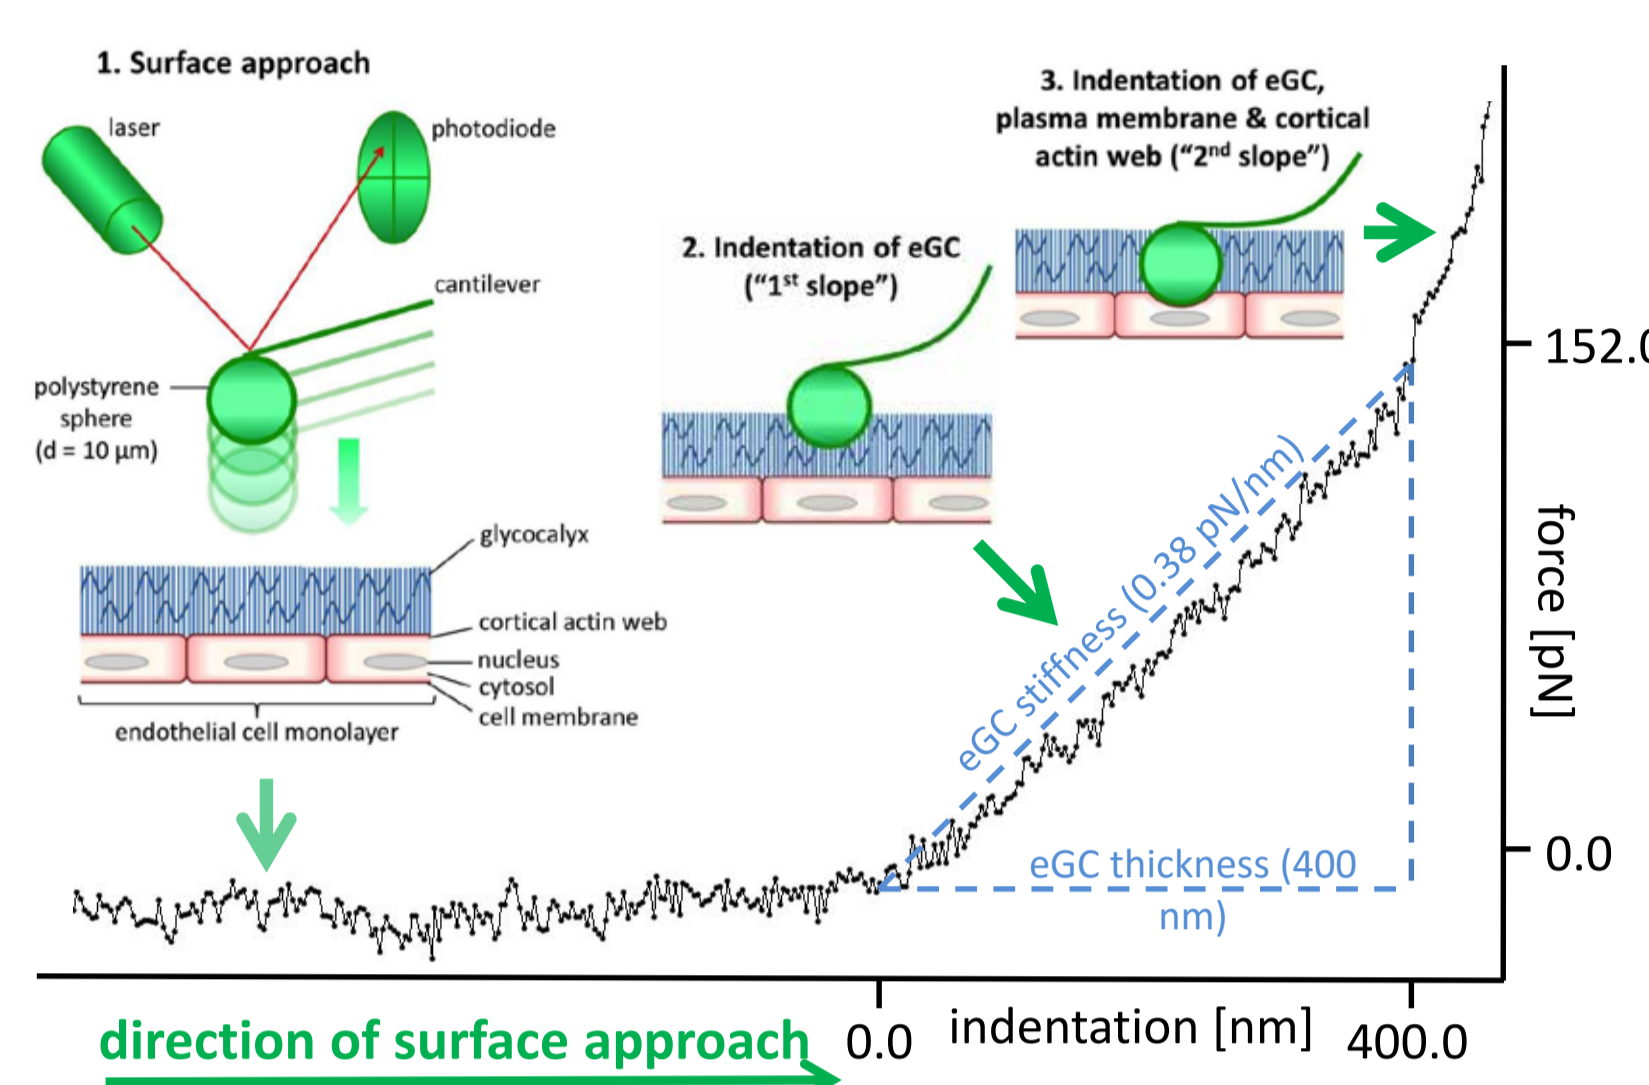 1. Surface approach
laser
photodiode
cantilever
polystyrene
sphere
(d = 10 µm)
glycocalyx
cortical actin web
nucleus
cytosol
cell membrane
endothelial cell monolayer
2. Indentation of eGC
(“1st slope”)
3. Indentation of eGC,
plasma membrane & cortical
actin web (“2nd slope”)
eGC stiffness (0.38 pN/nm)
eGC thickness (400
nm)
152.0
0.0
force [pN]
direction of surface approach
0.0
indentation [nm]
400.0